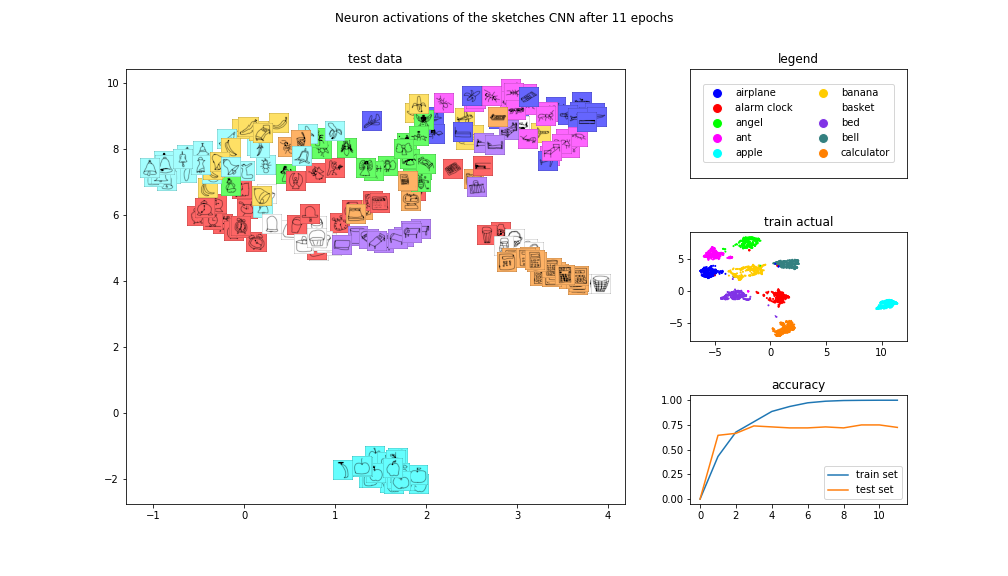 Neuron activations of the sketches CNN after 11 epochs
test data
10
8
6
4
2
0
−2
−1
0
1
2
3
4
legend
airplane
alarm clock
angel
ant
apple
banana
basket
bed
bell
calculator
train actual
5
0
−5
−5
0
5
10
accuracy
1.00
0.75
0.50
0.25
0.00
train set
test set
0
2
4
6
8
10